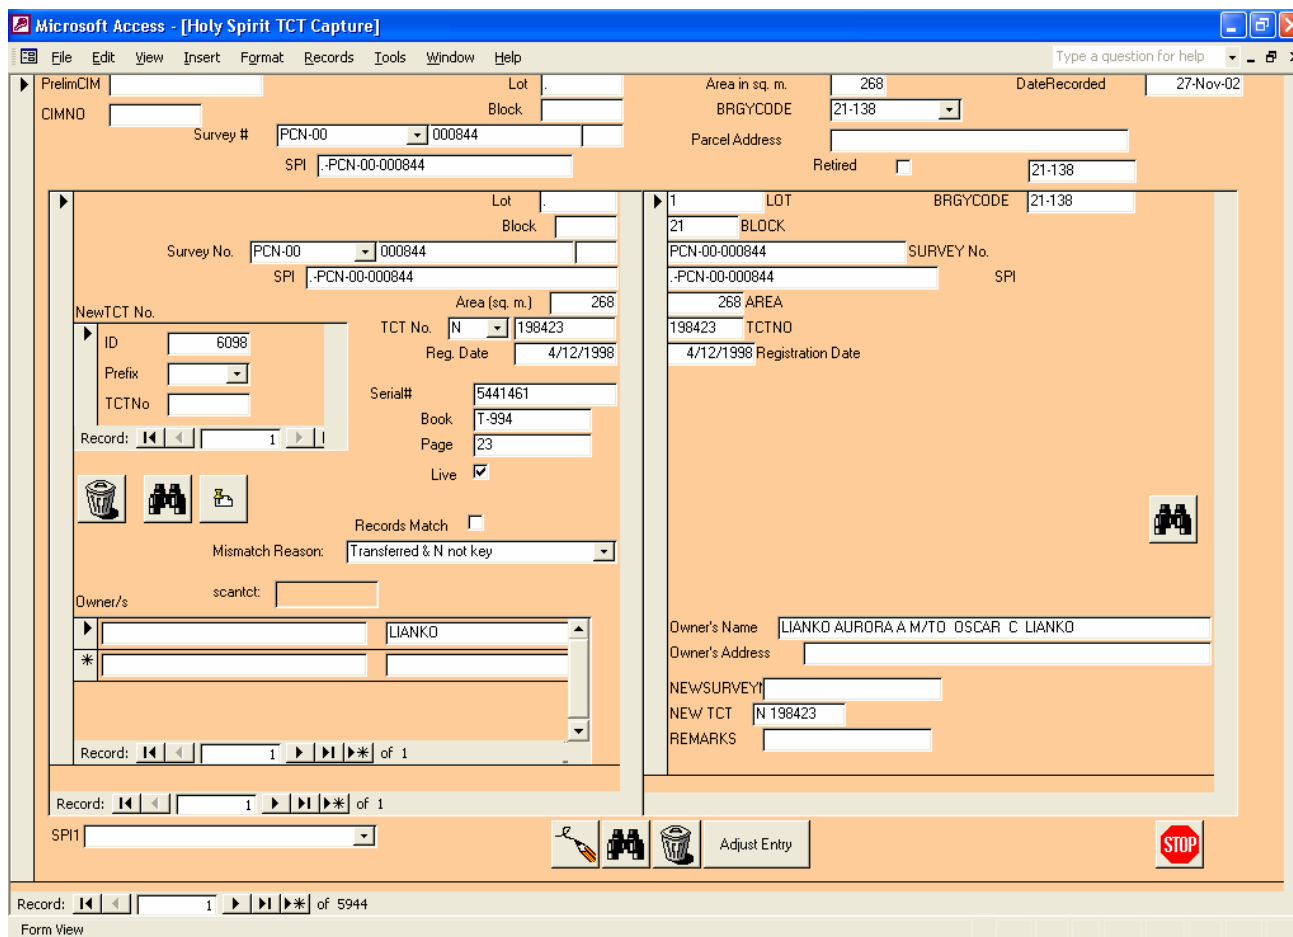 Microsoft Access - [Holy Spirit TCT Capture]
File Edit View Insert Format Records Tools Window Help Type a question for help
PrelimCIM Lot . Area in sq. m. 268 DateRecorded 27-Nov-02
CIMNO Block BRGYCODE 21-138
Survey # PCN-00 000844 Parcel Address
SPI .-PCN-00-000844 Retired 21-138
Lot . 1 LOT BRGYCODE 21-138
Block 21 BLOCK
Survey No. PCN-00 000844 PCN-00-000844 SURVEY No.
SPI .-PCN-00-000844 .-PCN-00-000844 SPI
Area (sq. m.) 268 268 AREA
NewTCT No.
TCT No. N 198423 198423 TCTNO
ID 6098
Reg. Date 4/12/1998 4/12/1998 Registration Date
Prefix
Serial# 5441461
TCTNo
Book T-994
Record: 1
Page 23
Live
Records Match
Mismatch Reason: Transferred & N not key
scantct:
Owner/s
LIANKO
Owner's Name LIANKO AURORA A M/TO OSCAR C LIANKO
Owner's Address
NEWSURVEY
NEW TCT N 198423
REMARKS
Record: 1 of 1
Record: 1 of 1
SPI1 Adjust Entry STOP
Record: 1 of 5944
Form View